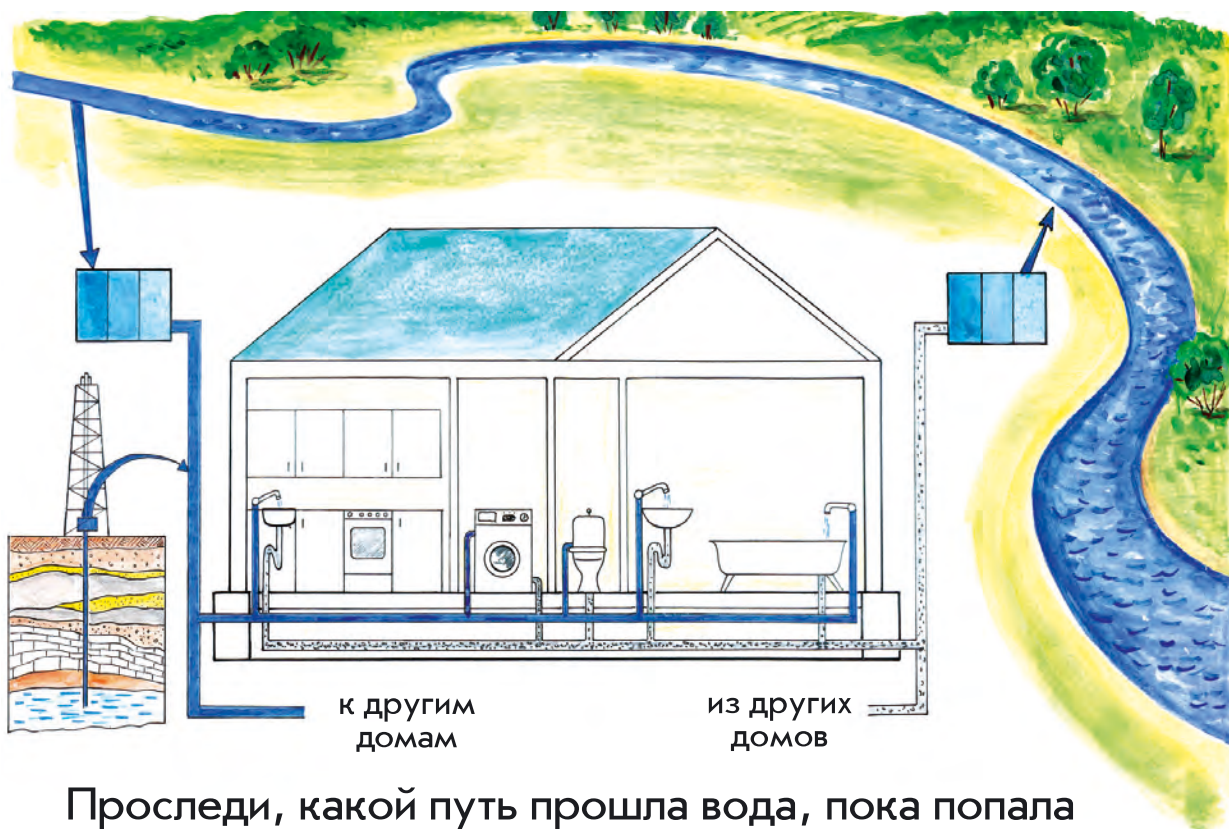 к другим
домам
из других
домов
Проследи, какой путь прошла вода, пока попала